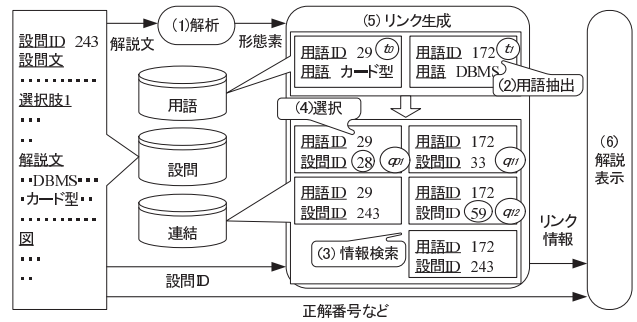 設問ID 243
設問文
選択肢1
解説文
・・DBMS・・・
・カード型・・
図
解説文
(1)解析
形態素
用語
設問
連結
設問ID
(5) リンク生成
用語ID 29 t0
用語 カード型
用語ID 172 t1
用語 DBMS
(2)用語抽出
(4)選択
用語ID 29
設問ID 28
用語ID 172
設問ID 33 q11
用語ID 29
設問ID 243
用語ID 172
設問ID 59 q12
(3) 情報検索
用語ID 172
設問ID 243
リンク
情報
正解番号など
(6)
解説
表示